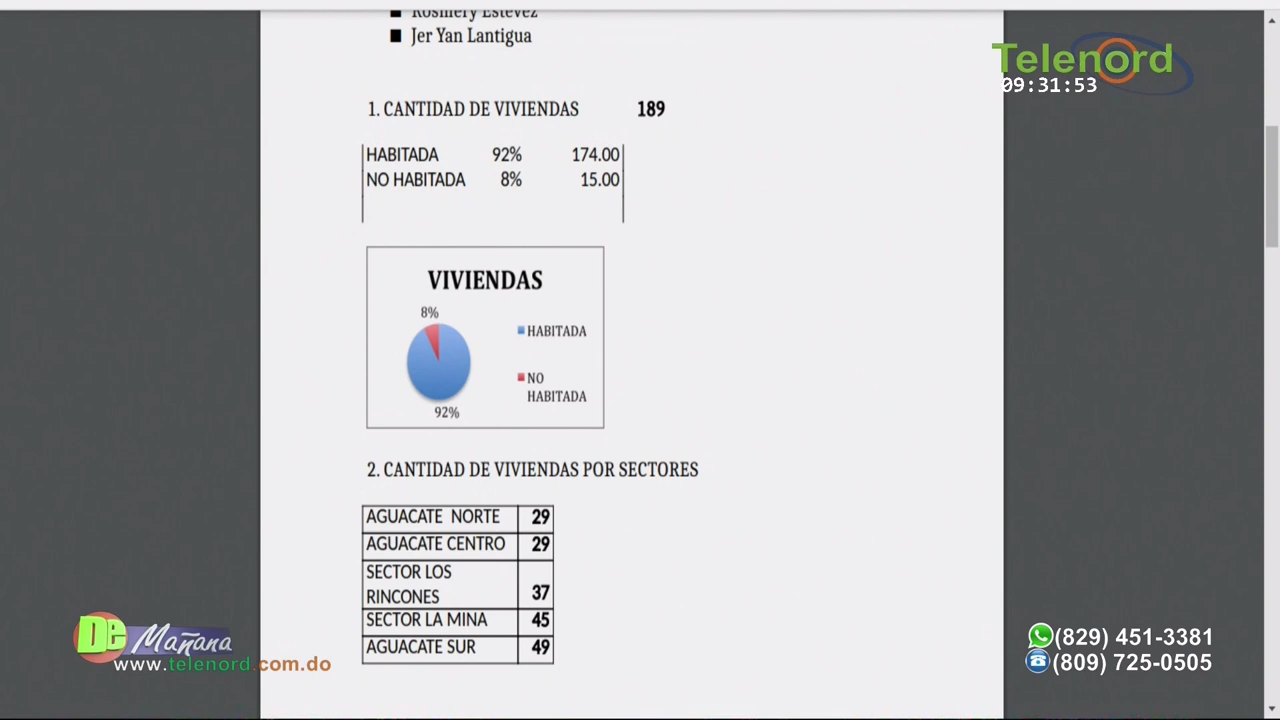 Rosmery Estevez
Jer Yan Lantigua
Telenord
09:31:53
1. CANTIDAD DE VIVIENDAS 189
HABITADA 92% 174.00
NO HABITADA 8% 15.00
VIVIENDAS
8%
HABITADA
NO
HABITADA
92%
2. CANTIDAD DE VIVIENDAS POR SECTORES
AGUACATE NORTE 29
AGUACATE CENTRO 29
SECTOR LOS
RINCONES 37
SECTOR LA MINA 45
AGUACATE SUR 49
De Mañana
www.telenord.com.do
(829) 451-3381
(809) 725-0505